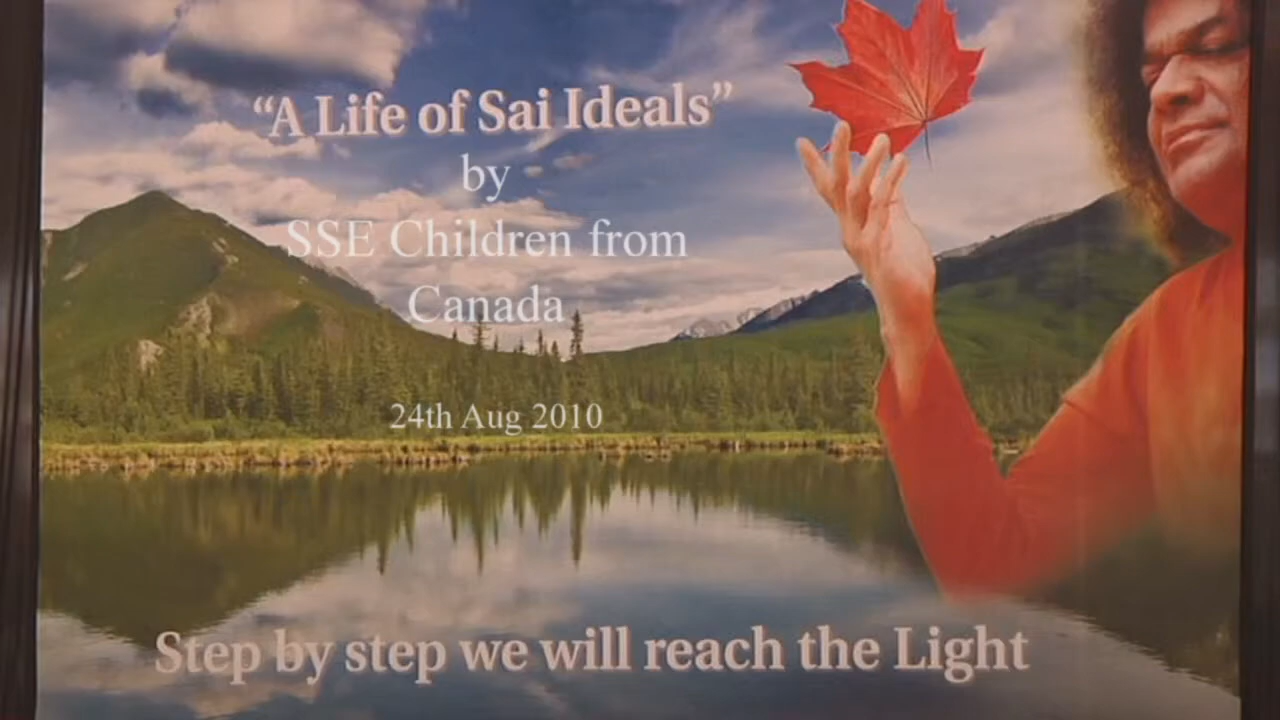 “A Life of Sai Ideals”
by
SSE Children from
Canada
24th Aug 2010
Step by step we will reach the Light